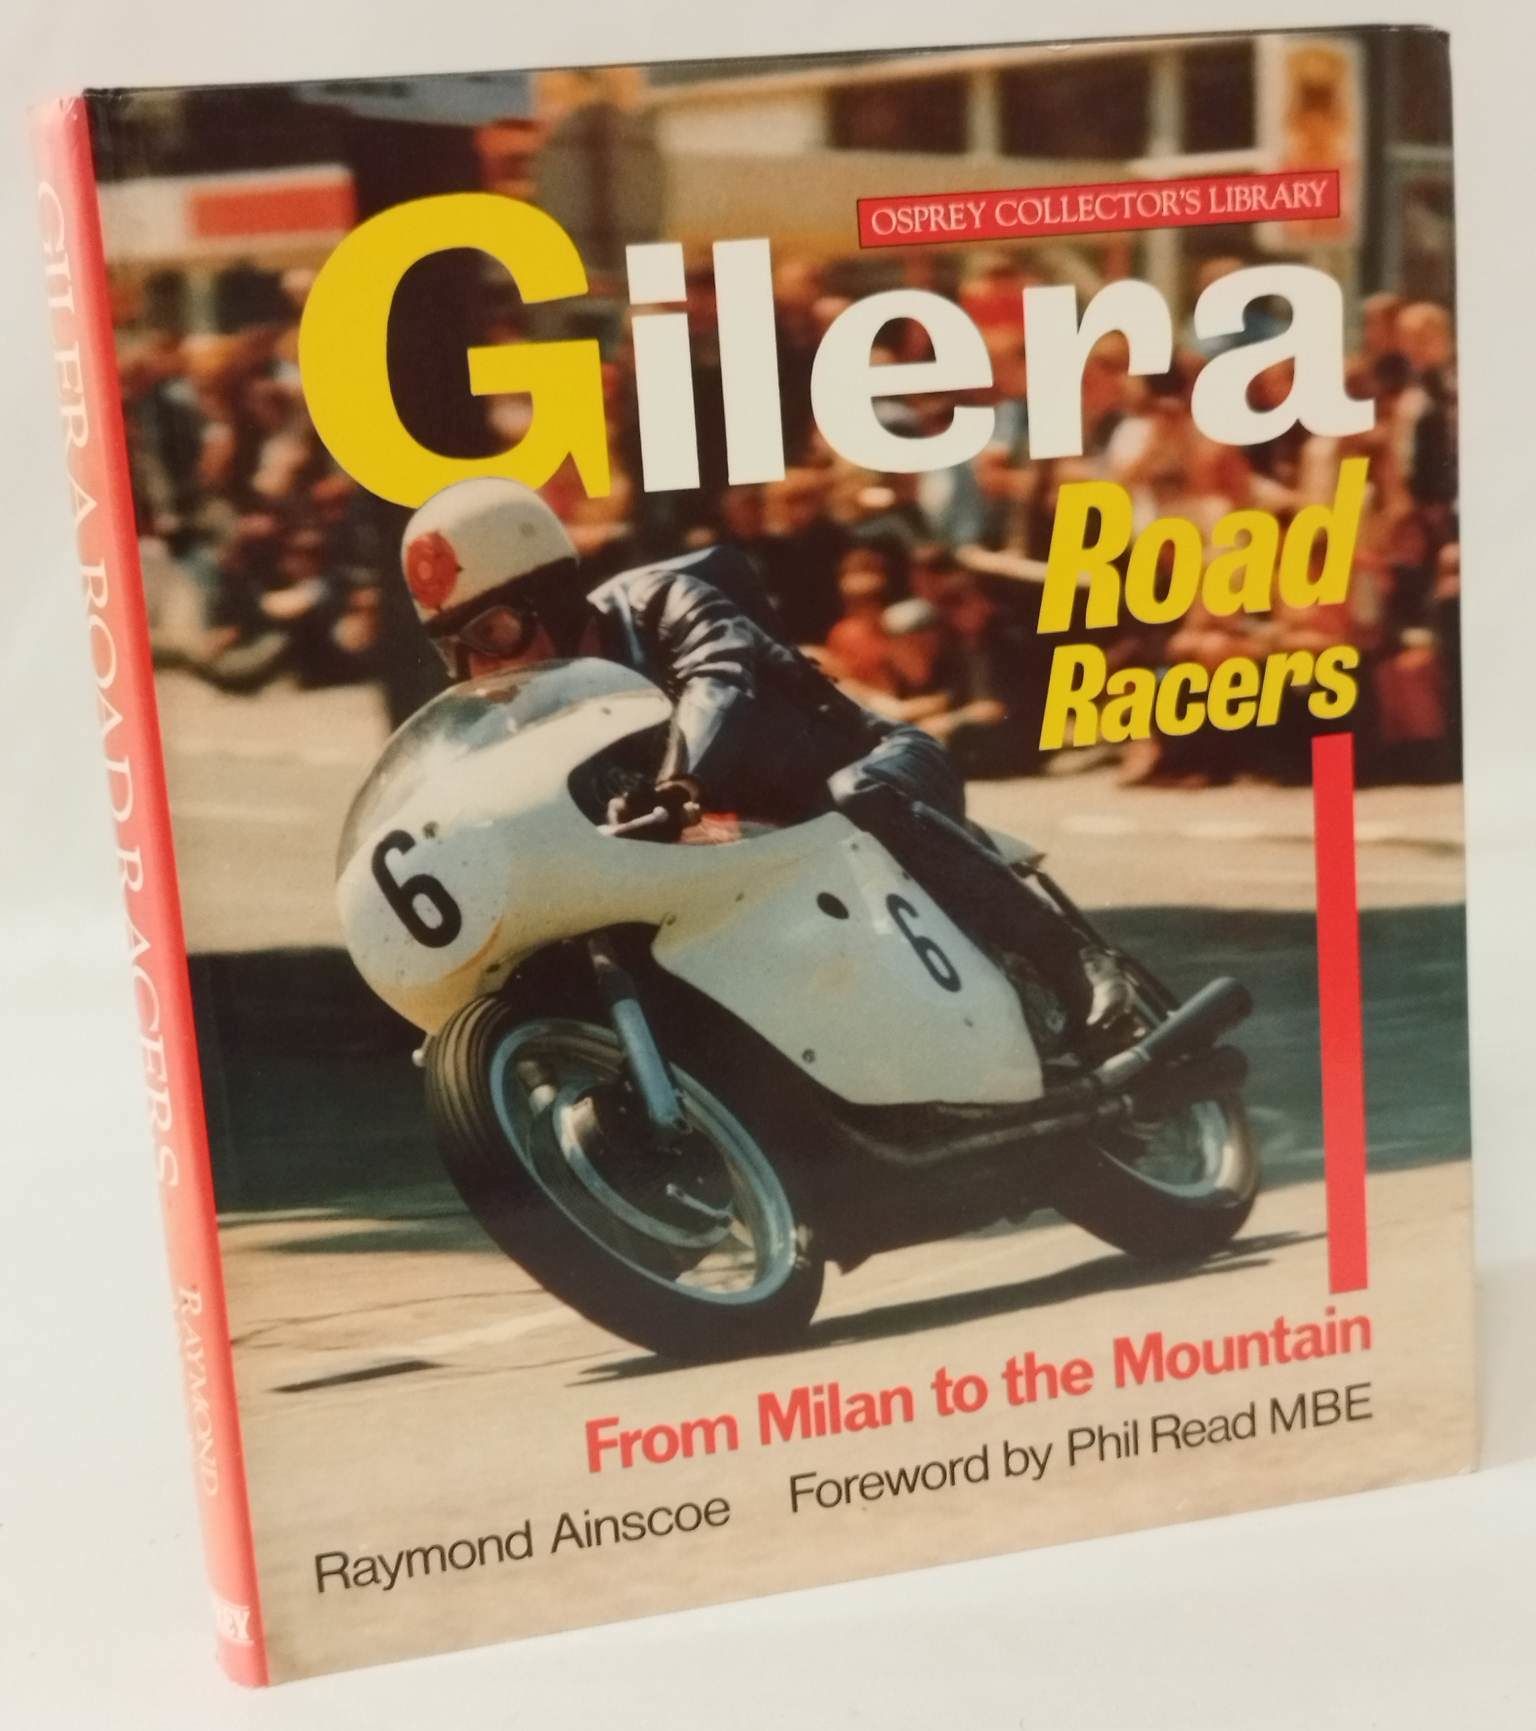 OSPREY COLLECTOR'S LIBRARY
Gilera
Road
Racers
6
6
From Milan to the Mountain
Raymond Ainscoe Foreword by Phil Read MBE
GILERA ROAD RACERS RAYMOND